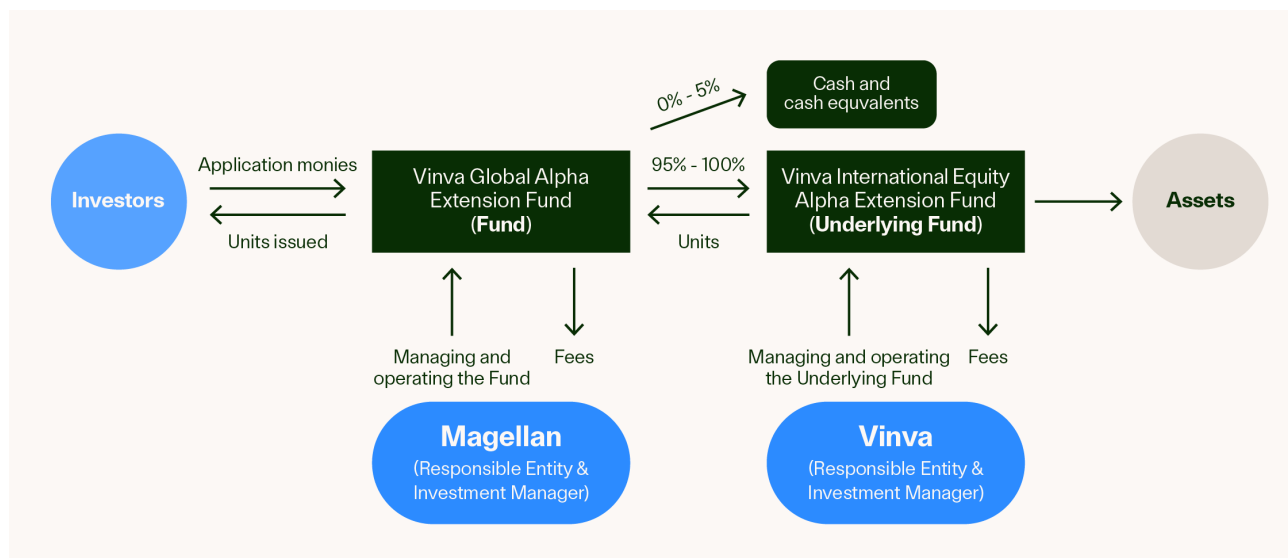 0% - 5%
Cash and
cash equvalents
Investors
Application monies
Units issued
Vinva Global Alpha
Extension Fund
(Fund)
95% - 100%
Units
Vinva International Equity
Alpha Extension Fund
(Underlying Fund)
Assets
Managing and
operating the Fund
Fees
Managing and operating
the Underlying Fund
Fees
Magellan
(Responsible Entity &
Investment Manager)
Vinva
(Responsible Entity &
Investment Manager)